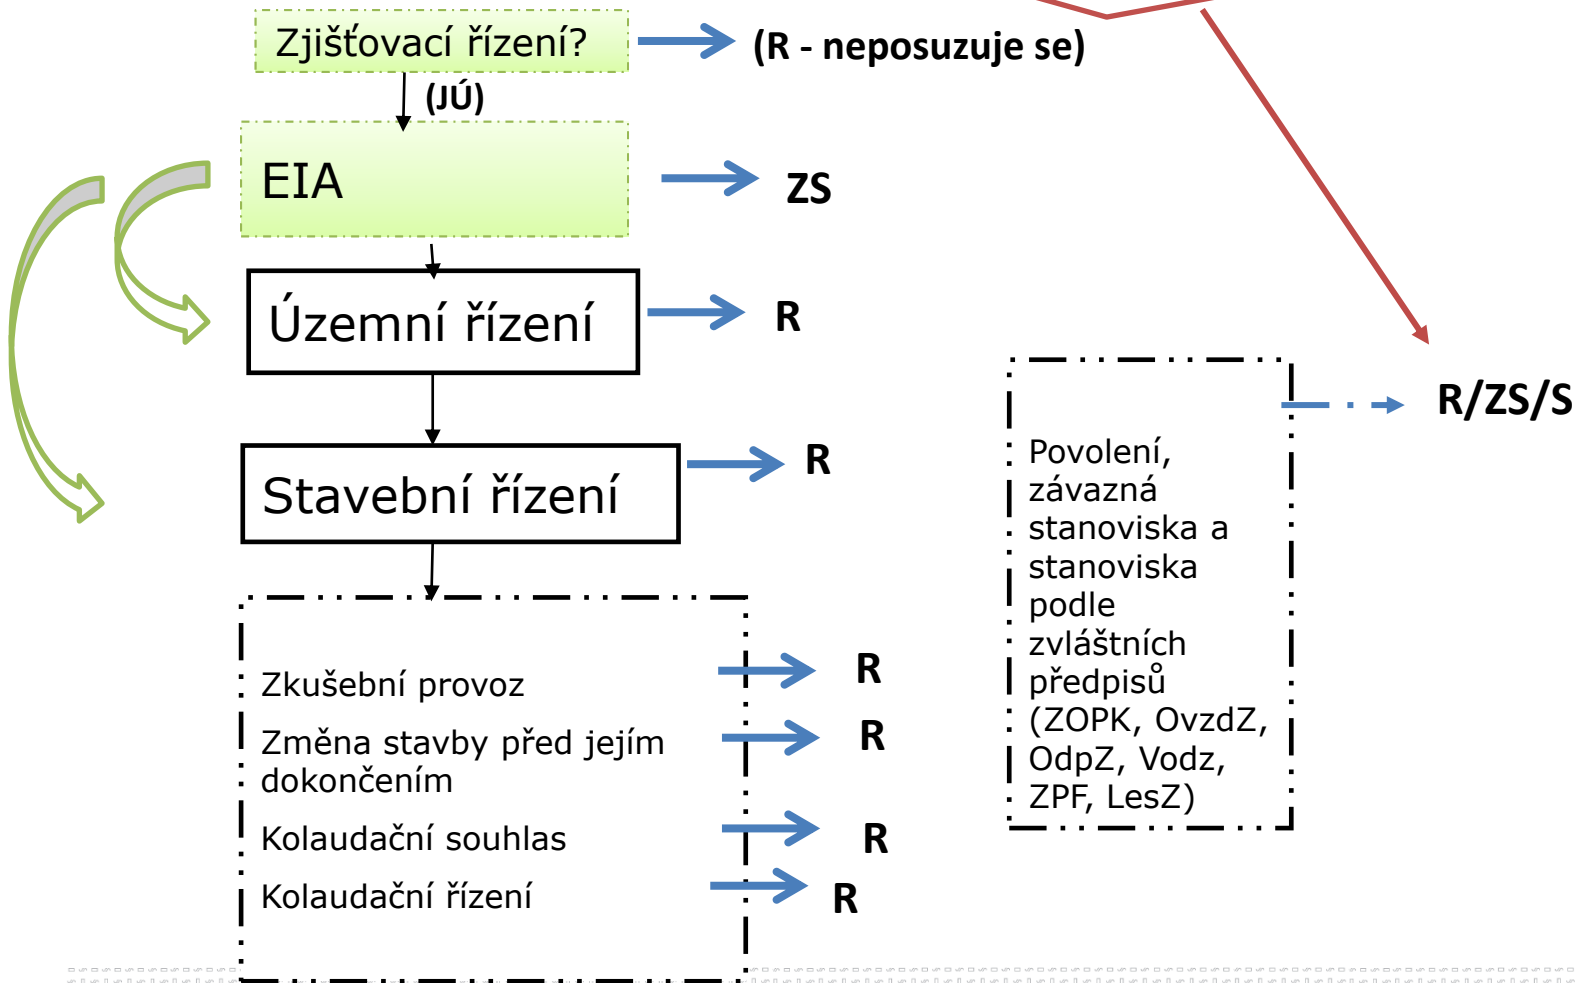 Zjišťovací řízení?
(R - neposuzuje se)
(JÚ)
EIA
ZS
Územní řízení
R
Stavební řízení
R
R/ZS/S
Povolení,
závazná
stanoviska a
stanoviska
podle
zvláštních
předpisů
(ZOPK, OvzdZ,
OdpZ, Vodz,
ZPF, LesZ)
Zkušební provoz
R
Změna stavby před jejím
dokončením
R
Kolaudační souhlas
R
Kolaudační řízení
R